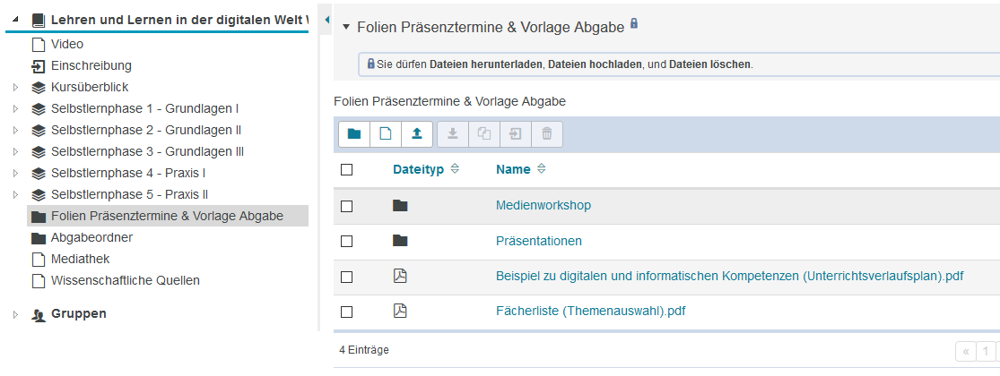 Lehren und Lernen in der digitalen Welt
Video
Einschreibung
Kursüberblick
Selbstlernphase 1 - Grundlagen I
Selbstlernphase 2 - Grundlagen II
Selbstlernphase 3 - Grundlagen III
Selbstlernphase 4 - Praxis I
Selbstlernphase 5 - Praxis II
Folien Präsenztermine & Vorlage Abgabe
Abgabeordner
Mediathek
Wissenschaftliche Quellen
Gruppen
Folien Präsenztermine & Vorlage Abgabe
Sie dürfen Dateien herunterladen, Dateien hochladen, und Dateien löschen.
Folien Präsenztermine & Vorlage Abgabe
Dateityp Name
Medienworkshop
Präsentationen
Beispiel zu digitalen und informatischen Kompetenzen (Unterrichtsverlaufsplan).pdf
Fächerliste (Themenauswahl).pdf
4 Einträge
« 1